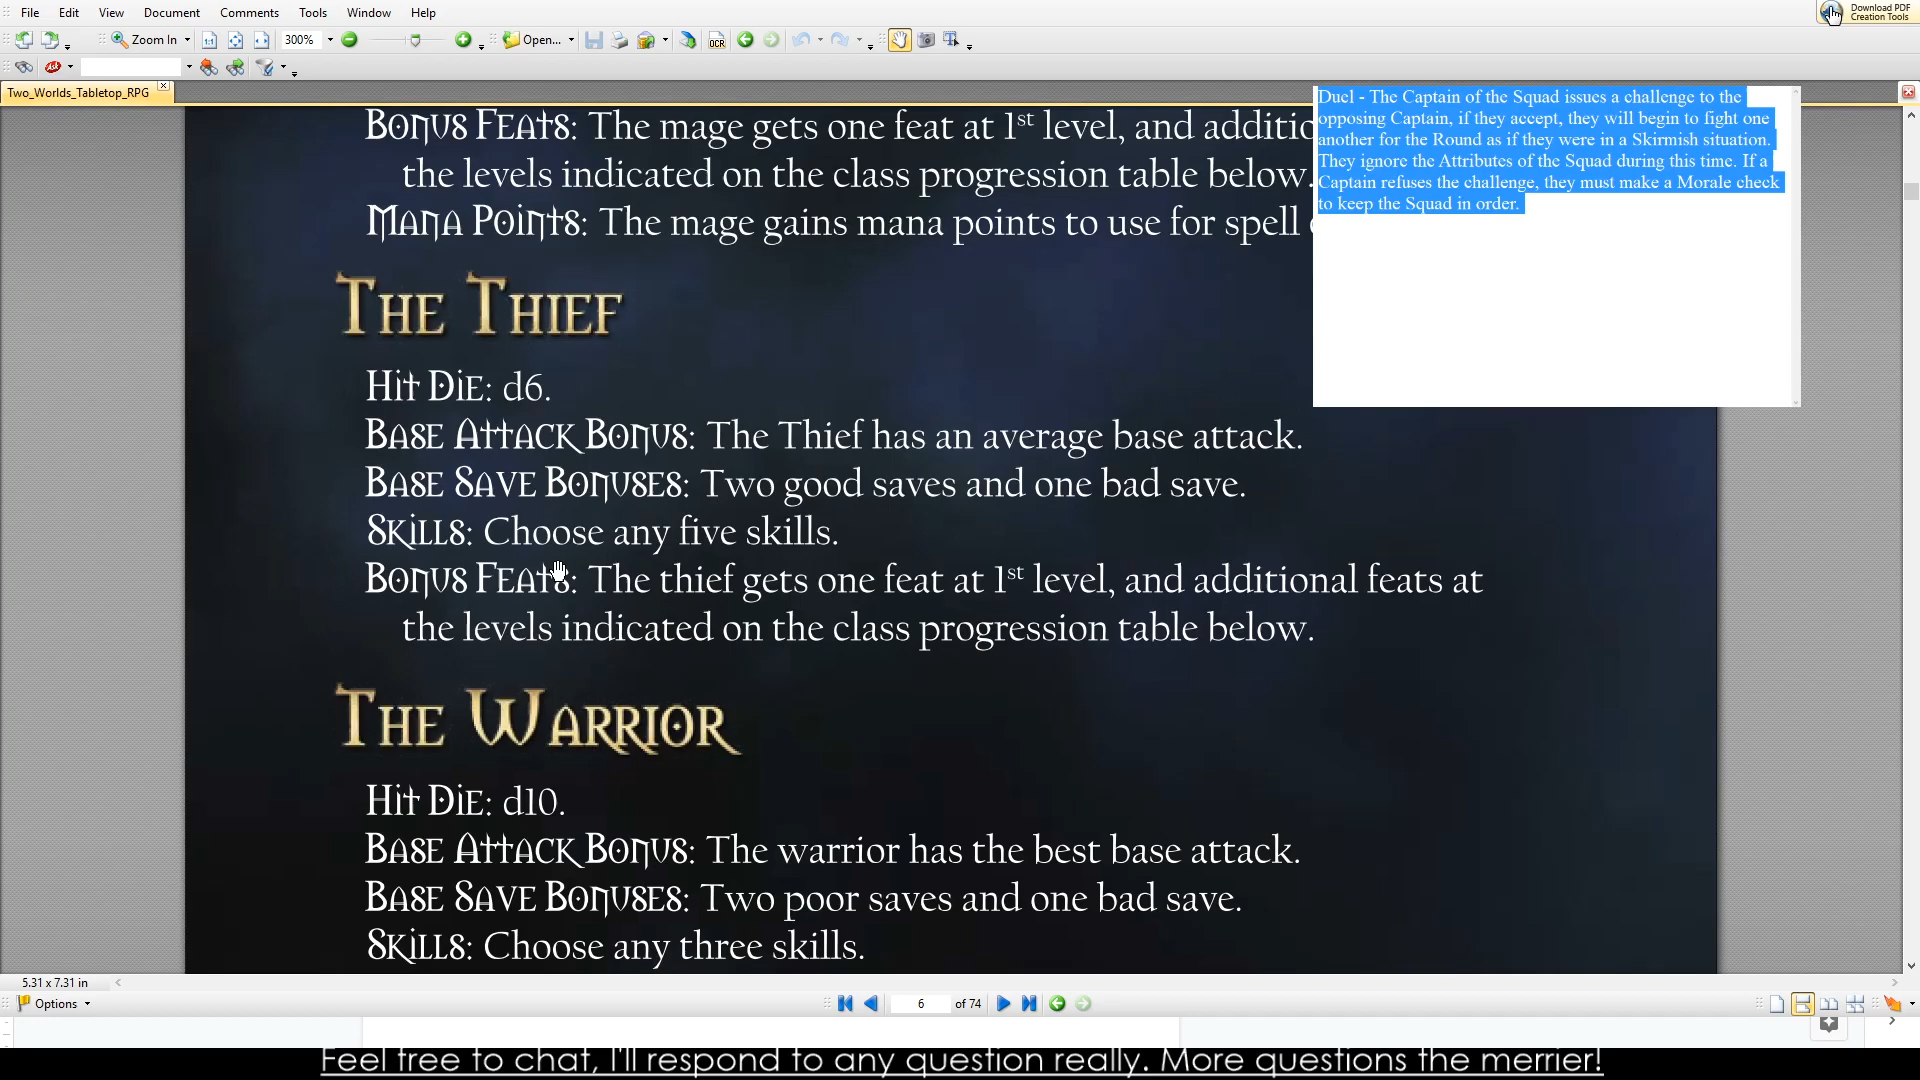 File Edit View Document Comments Tools Window Help
Download PDF
Creation Tools
Zoom In 300% Open... OCR
Ask
Two_Worlds_Tabletop_RPG
Bonus Feats: The mage gets one feat at 1st level, and additio
the levels indicated on the class progression table below.
Mana Points: The mage gains mana points to use for spell
Duel - The Captain of the Squad issues a challenge to the
opposing Captain, if they accept, they will begin to fight one
another for the Round as if they were in a Skirmish situation.
They ignore the Attributes of the Squad during this time. If a
Captain refuses the challenge, they must make a Morale check
to keep the Squad in order.
The Thief
Hit Die: d6.
Base Attack Bonus: The Thief has an average base attack.
Base Save Bonuses: Two good saves and one bad save.
Skills: Choose any five skills.
Bonus Feats: The thief gets one feat at 1st level, and additional feats at
the levels indicated on the class progression table below.
The Warrior
Hit Die: d10.
Base Attack Bonus: The warrior has the best base attack.
Base Save Bonuses: Two poor saves and one bad save.
Skills: Choose any three skills.
5.31 x 7.31 in
Options 6 of 74
Feel free to chat, I'll respond to any question really. More questions the merrier!